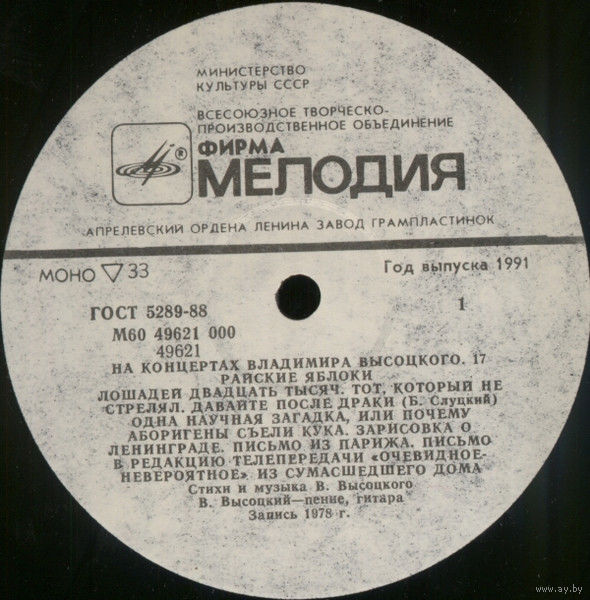 МИНИСТЕРСТВО
КУЛЬТУРЫ СССР
ВСЕСОЮЗНОЕ ТВОРЧЕСКО-
ПРОИЗВОДСТВЕННОЕ ОБЪЕДИНЕНИЕ
®
ФИРМА
МЕЛОДИЯ
АПРЕЛЕВСКИЙ ОРДЕНА ЛЕНИНА ЗАВОД ГРАМПЛАСТИНОК
МОНО ▽ 33
Год выпуска 1991
ГОСТ 5289-88
1
М60 49621 000
49621
НА КОНЦЕРТАХ ВЛАДИМИРА ВЫСОЦКОГО. 17
РАЙСКИЕ ЯБЛОКИ
ЛОШАДЕЙ ДВАДЦАТЬ ТЫСЯЧ. ТОТ, КОТОРЫЙ НЕ
СТРЕЛЯЛ. ДАВАЙТЕ ПОСЛЕ ДРАКИ (Б. Слуцкий)
ОДНА НАУЧНАЯ ЗАГАДКА, ИЛИ ПОЧЕМУ
АБОРИГЕНЫ СЪЕЛИ КУКА. ЗАРИСОВКА О
ЛЕНИНГРАДЕ. ПИСЬМО ИЗ ПАРИЖА. ПИСЬМО
В РЕДАКЦИЮ ТЕЛЕПЕРЕДАЧИ «ОЧЕВИДНОЕ-
НЕВЕРОЯТНОЕ» ИЗ СУМАСШЕДШЕГО ДОМА
Стихи и музыка В. Высоцкого
В. Высоцкий—пение, гитара
Запись 1978 г.
www.ay.by